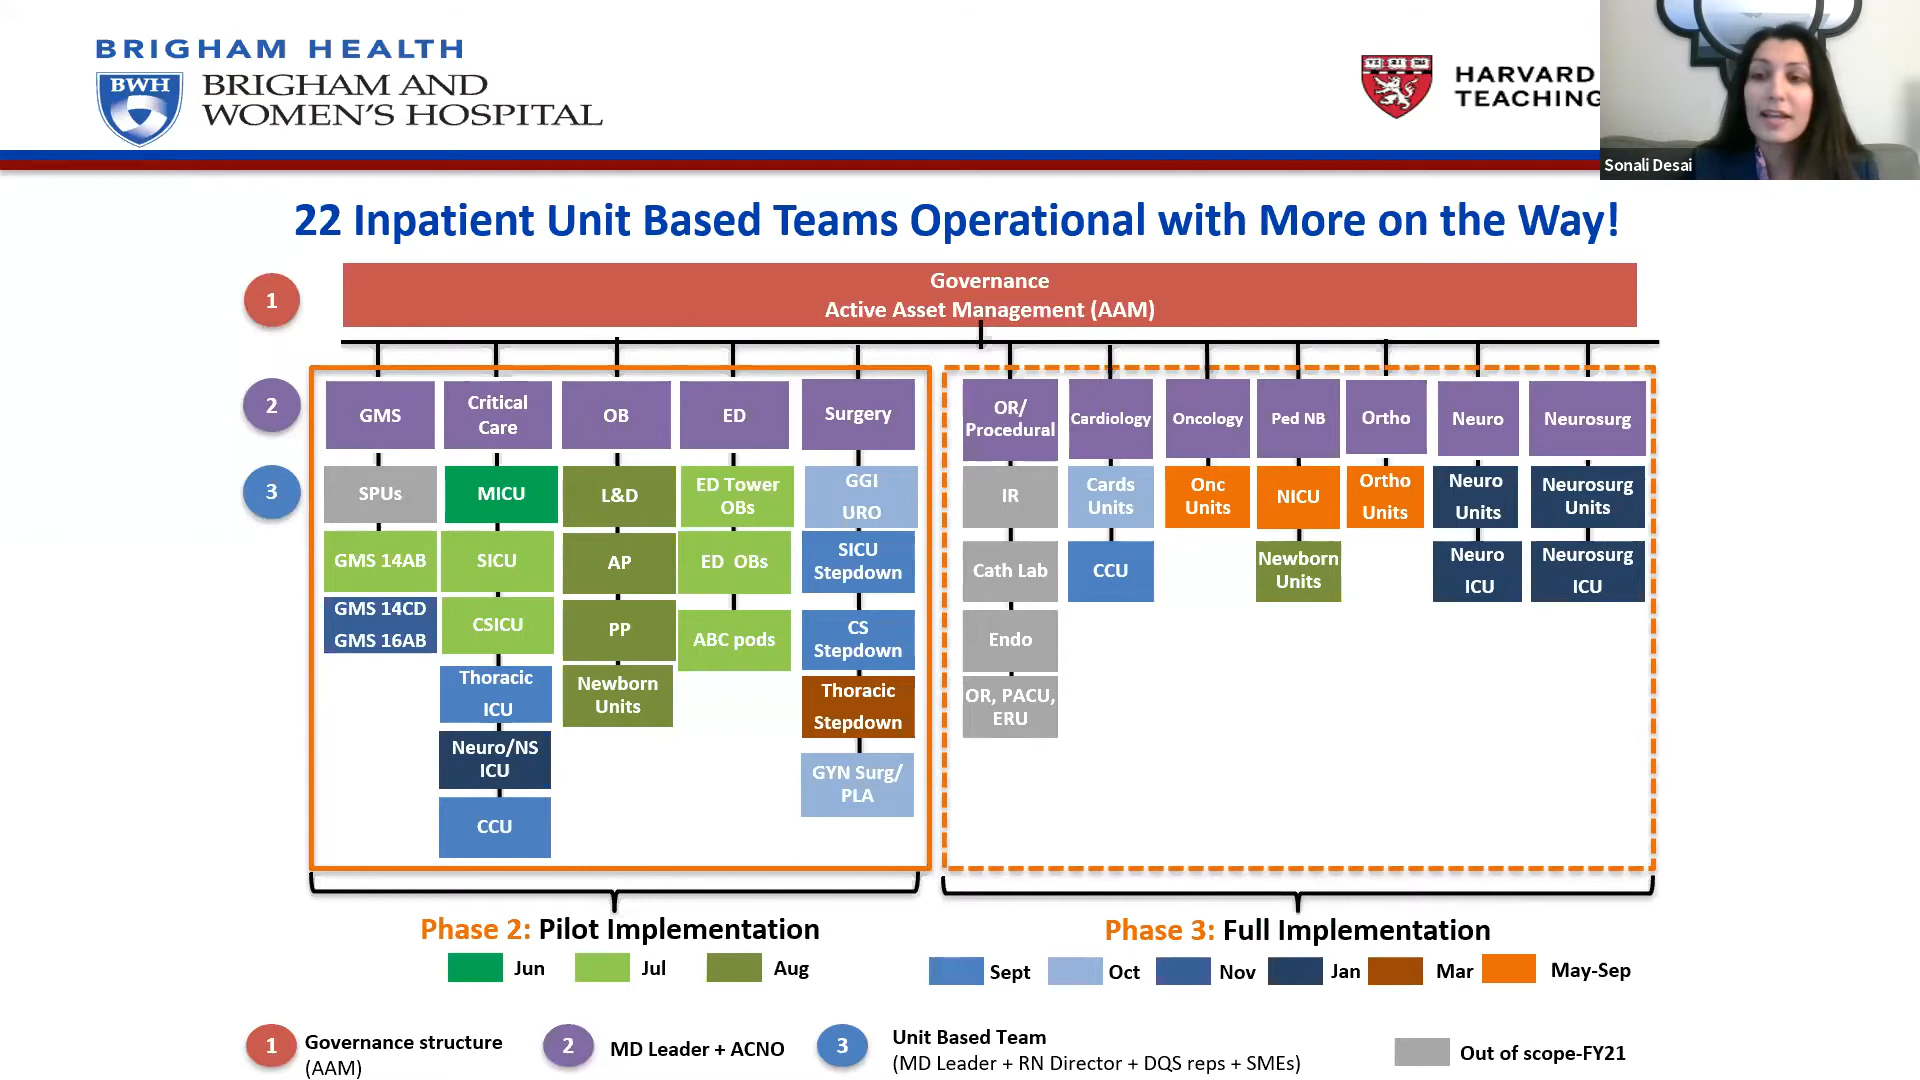 BRIGHAM HEALTH
BWH
BRIGHAM AND
WOMEN'S HOSPITAL
HARVARD
TEACHING
Sonali Desai
22 Inpatient Unit Based Teams Operational with More on the Way!
1
Governance
Active Asset Management (AAM)
2
GMS
Critical
Care
OB
ED
Surgery
OR/
Procedural
Cardiology
Oncology
Ped NB
Ortho
Neuro
Neurosurg
3
SPUs
MICU
L&D
ED Tower
OBs
GGI
URO
IR
Cards
Units
Onc
Units
NICU
Ortho
Units
Neuro
Units
Neurosurg
Units
GMS 14AB
SICU
AP
ED OBs
SICU
Stepdown
Cath Lab
CCU
Newborn
Units
Neuro
ICU
Neurosurg
ICU
GMS 14CD
GMS 16AB
CSICU
PP
ABC pods
CS
Stepdown
Endo
Thoracic
ICU
Newborn
Units
Thoracic
Stepdown
OR, PACU,
ERU
Neuro/NS
ICU
GYN Surg/
PLA
CCU
Phase 2: Pilot Implementation
Phase 3: Full Implementation
Jun
Jul
Aug
Sept
Oct
Nov
Jan
Mar
May-Sep
1
Governance structure
(AAM)
2
MD Leader + ACNO
3
Unit Based Team
(MD Leader + RN Director + DQS reps + SMEs)
Out of scope-FY21